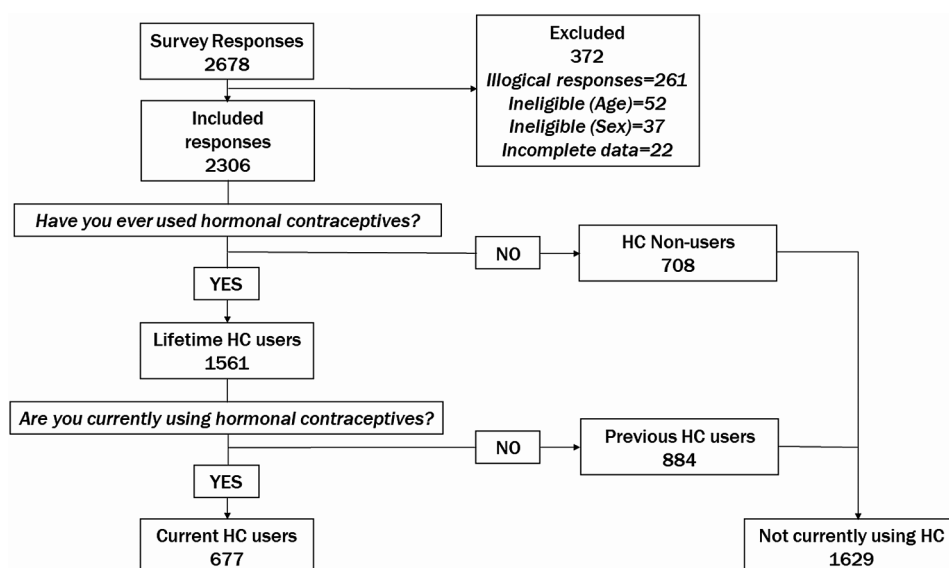 Survey Responses
2678
Excluded
372
Illogical responses=261
Ineligible (Age)=52
Ineligible (Sex)=37
Incomplete data=22
Included
responses
2306
Have you ever used hormonal contraceptives?
NO
HC Non-users
708
YES
Lifetime HC users
1561
Are you currently using hormonal contraceptives?
NO
Previous HC users
884
YES
Current HC users
677
Not currently using HC
1629